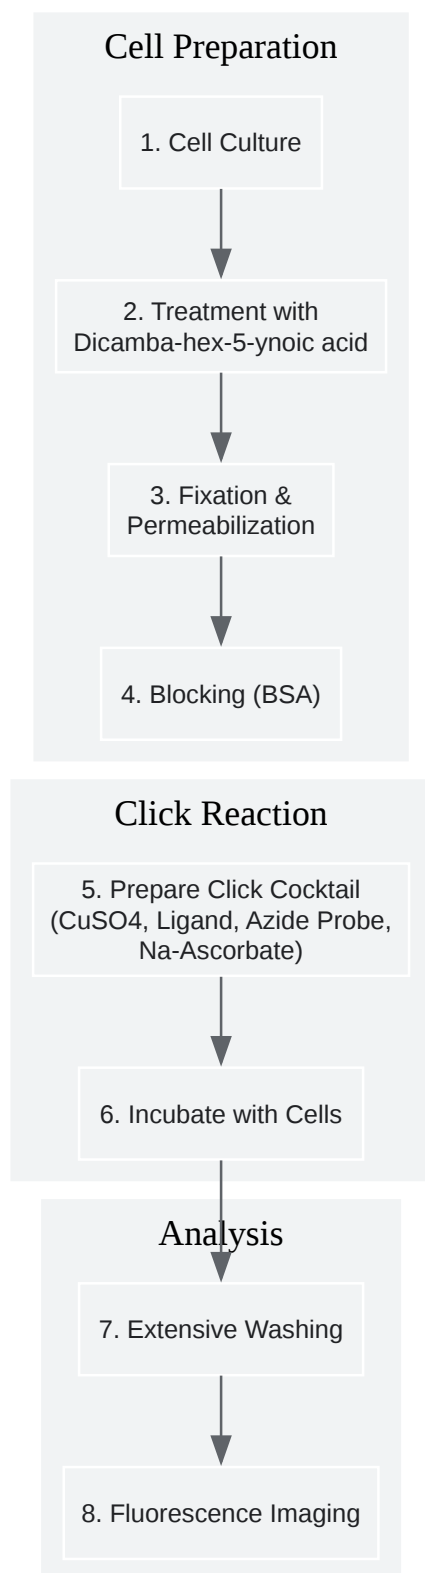 Cell Preparation
1. Cell Culture
2. Treatment with
Dicamba-hex-5-ynoic acid
3. Fixation &
Permeabilization
4. Blocking (BSA)
Click Reaction
5. Prepare Click Cocktail
(CuSO4, Ligand, Azide Probe,
Na-Ascorbate)
6. Incubate with Cells
Analysis
7. Extensive Washing
8. Fluorescence Imaging